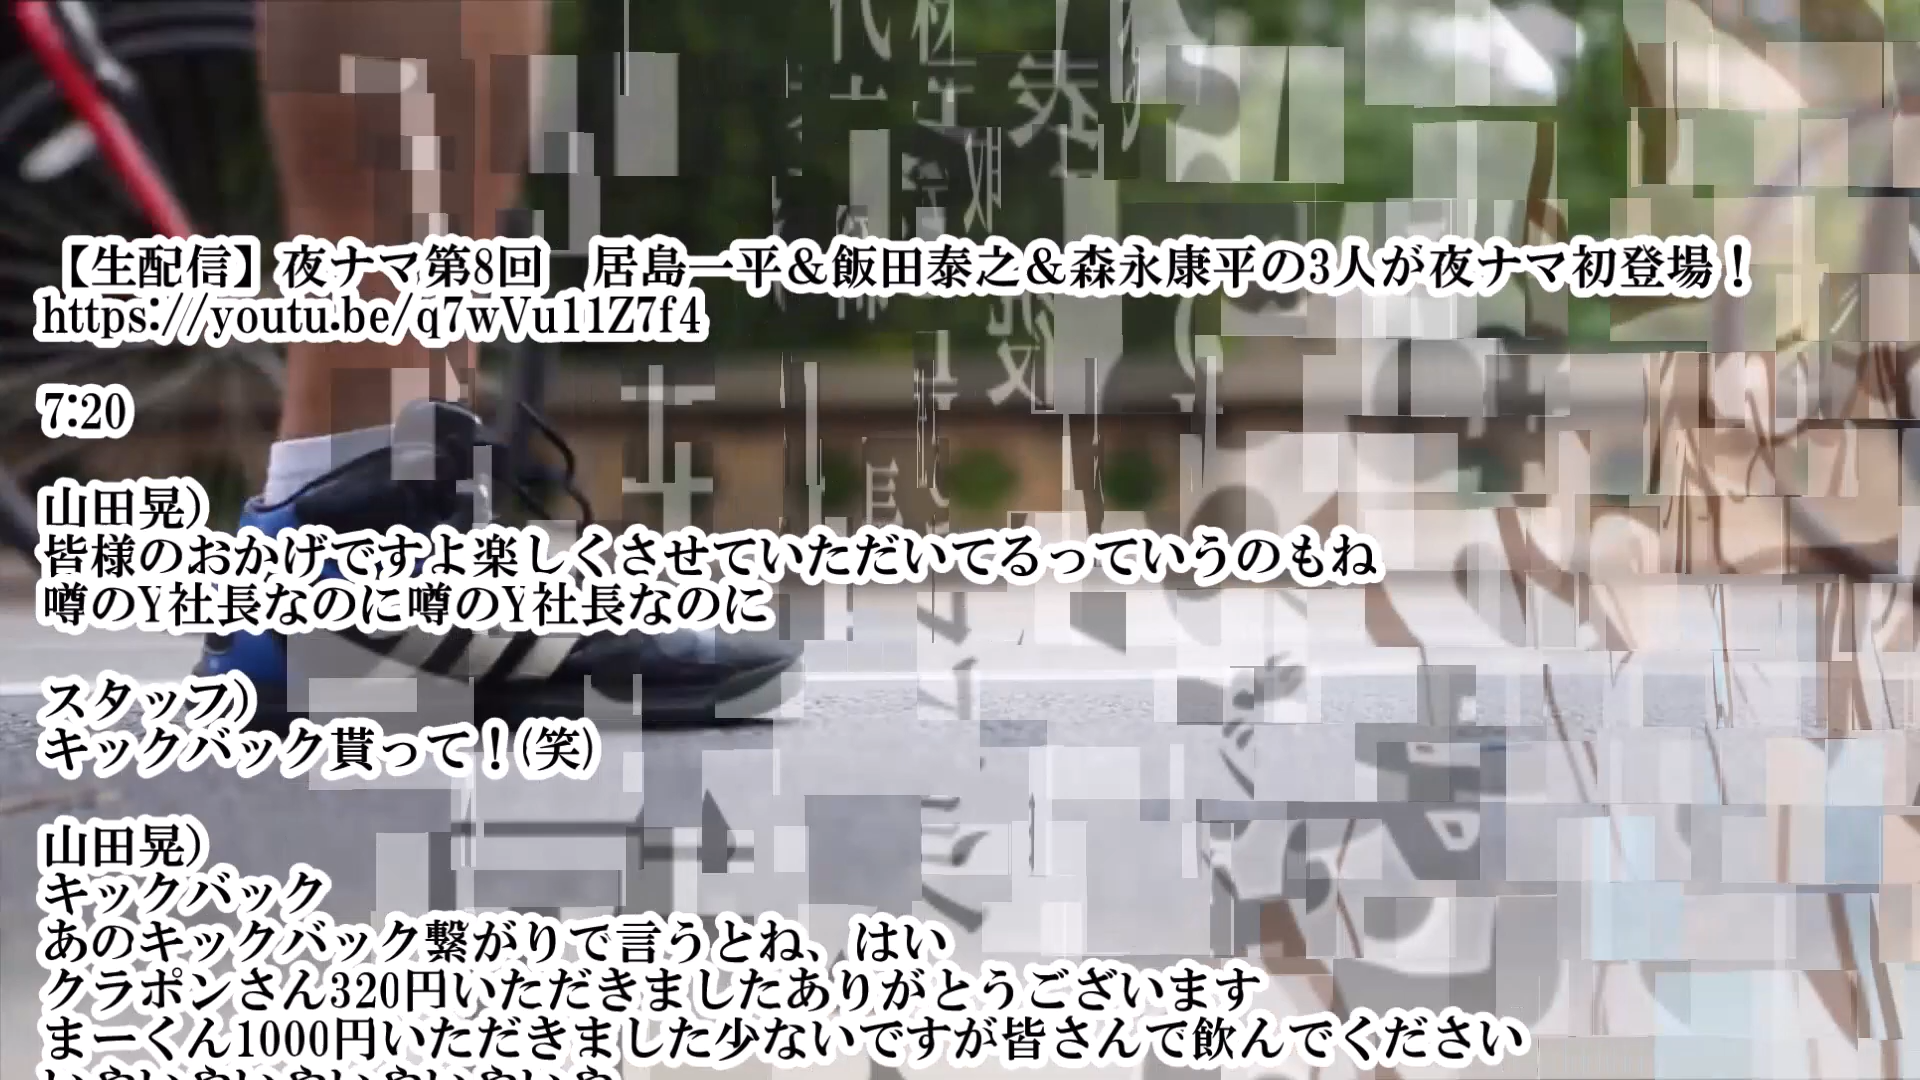 【生配信】夜ナマ第8回　居島一平＆飯田泰之＆森永康平の3人が夜ナマ初登場！
https://youtu.be/q7wVu11Z7f4
7:20
山田晃）
皆様のおかげですよ楽しくさせていただいてるっていうのもね
噂のY社長なのに噂のY社長なのに
スタッフ）
キックバック貰って！(笑)
山田晃）
キックバック
あのキックバック繋がりで言うとね、はい
クラポンさん320円いただきましたありがとうございます
まーくん1000円いただきました少ないですが皆さんで飲んでください